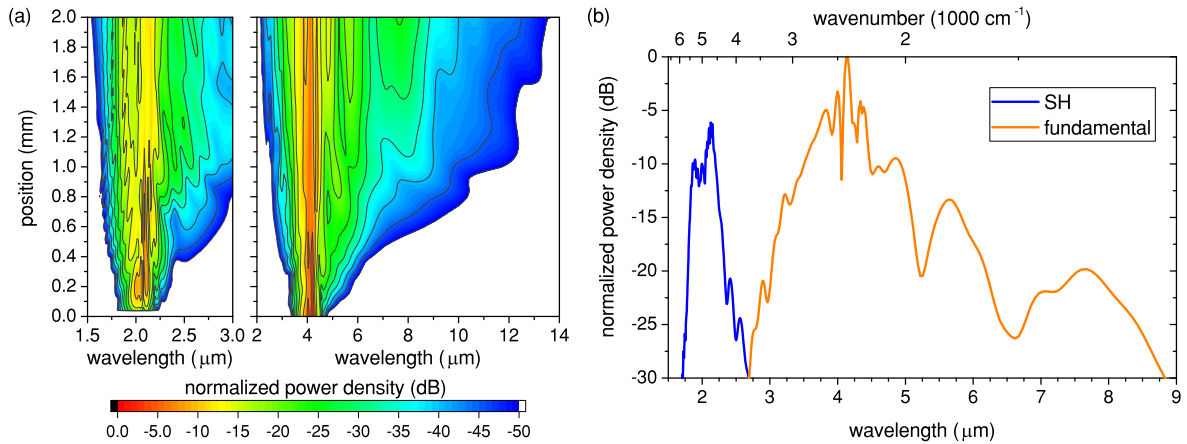 (a)
position (mm)
2.0
1.8
1.6
1.4
1.2
1.0
0.8
0.6
0.4
0.2
0.0
1.5 2.0 2.5 3.0
wavelength (μm)
2 4 6 8 10 12 14
wavelength (μm)
normalized power density (dB)
0.0 -5.0 -10 -15 -20 -25 -30 -35 -40 -45 -50
(b)
wavenumber (1000 cm⁻¹)
6 5 4 3 2
normalized power density (dB)
0
-5
-10
-15
-20
-25
-30
SH
fundamental
2 3 4 5 6 7 8 9
wavelength (μm)